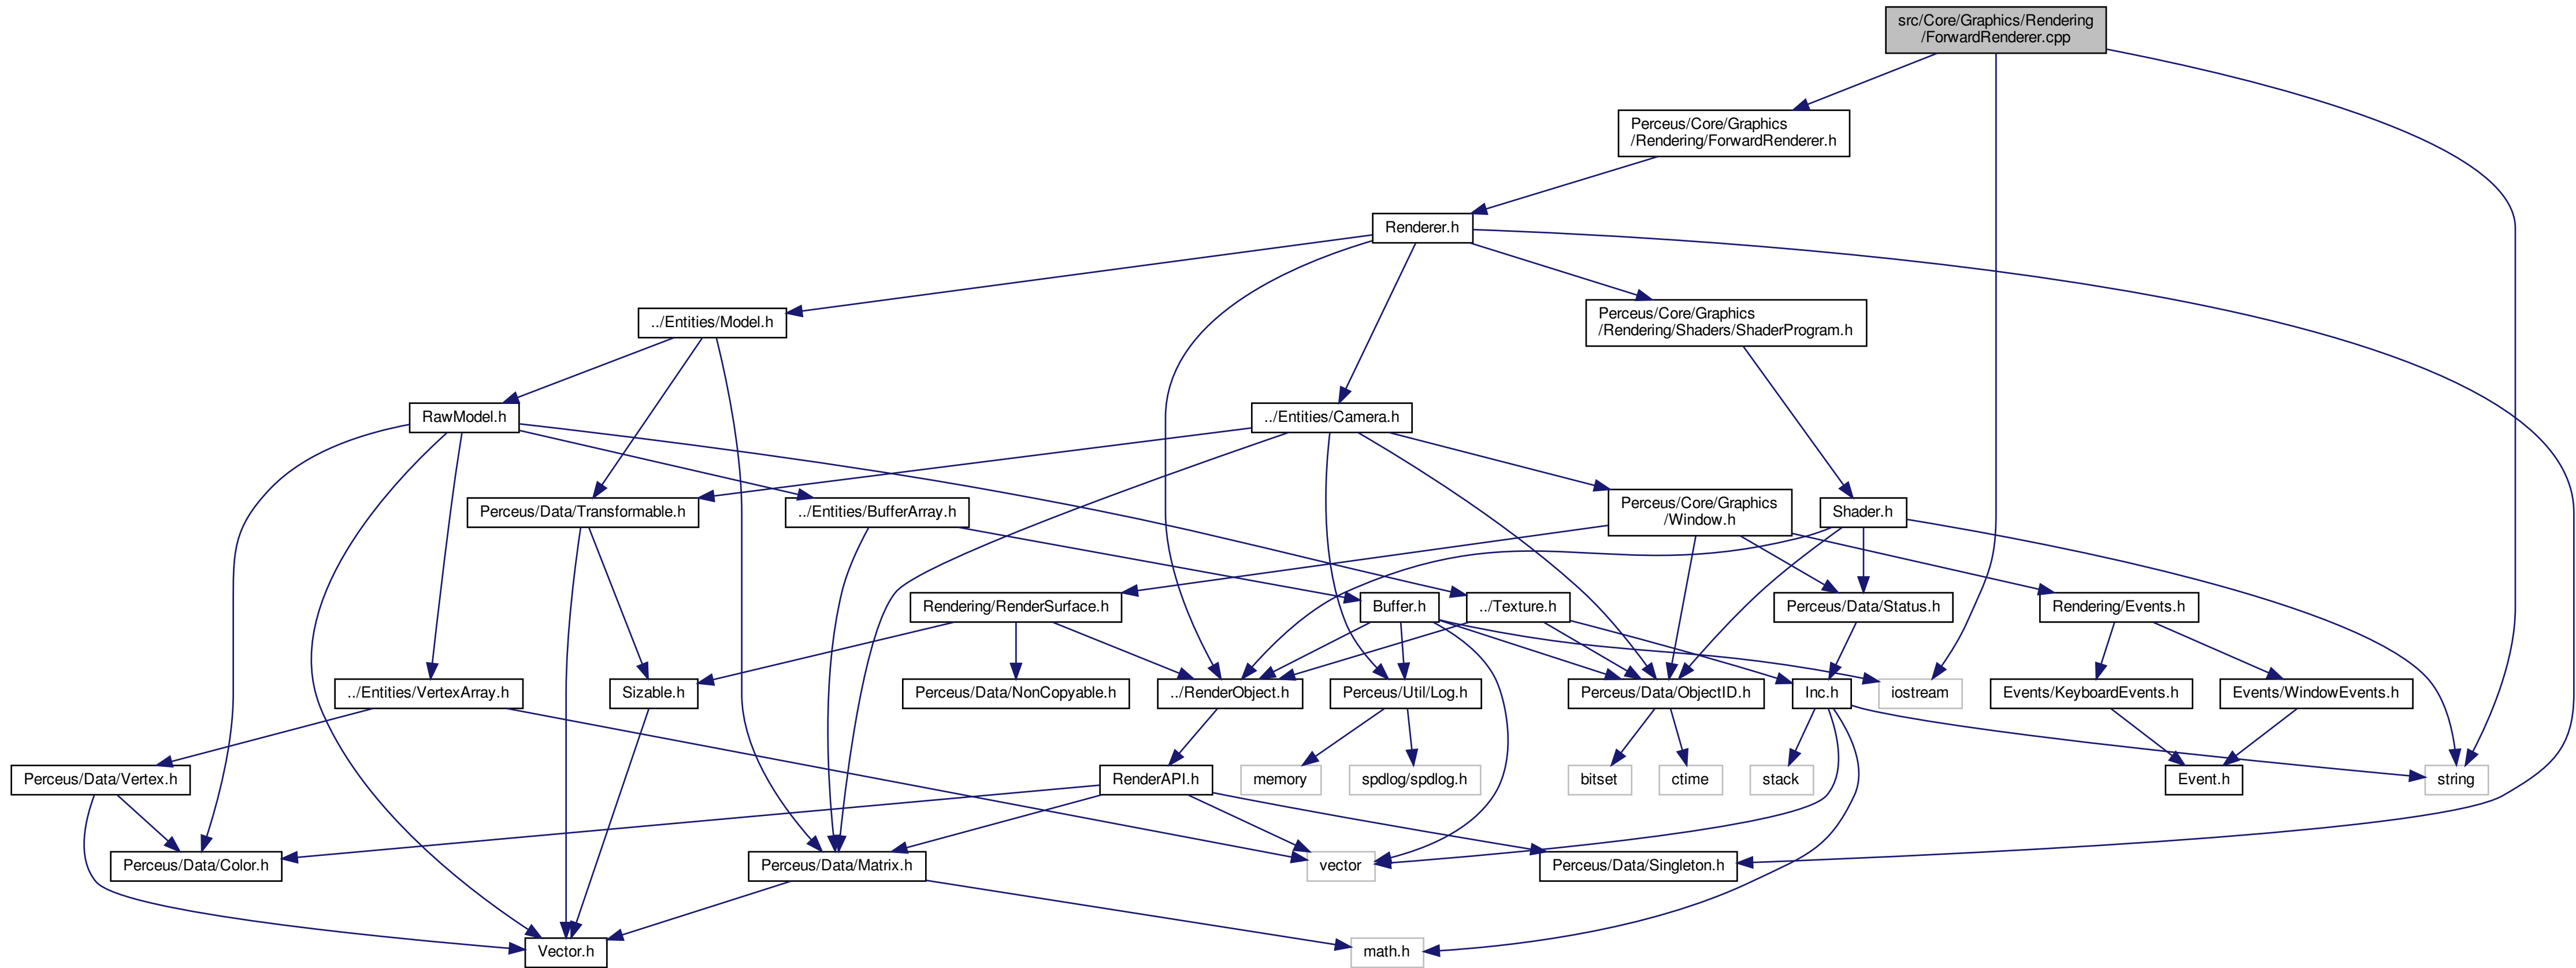 src/Core/Graphics/Rendering
/ForwardRenderer.cpp
Perceus/Core/Graphics
/Rendering/ForwardRenderer.h
Renderer.h
../Entities/Model.h
Perceus/Core/Graphics
/Rendering/Shaders/ShaderProgram.h
RawModel.h
../Entities/Camera.h
Perceus/Data/Transformable.h
../Entities/BufferArray.h
Perceus/Core/Graphics
/Window.h
Shader.h
Rendering/RenderSurface.h
Buffer.h
../Texture.h
Perceus/Data/Status.h
Rendering/Events.h
../Entities/VertexArray.h
Sizable.h
Perceus/Data/NonCopyable.h
../RenderObject.h
Perceus/Util/Log.h
Perceus/Data/ObjectID.h
Inc.h
iostream
Events/KeyboardEvents.h
Events/WindowEvents.h
Perceus/Data/Vertex.h
RenderAPI.h
memory
spdlog/spdlog.h
bitset
ctime
stack
Event.h
string
Perceus/Data/Color.h
Perceus/Data/Matrix.h
vector
Perceus/Data/Singleton.h
Vector.h
math.h